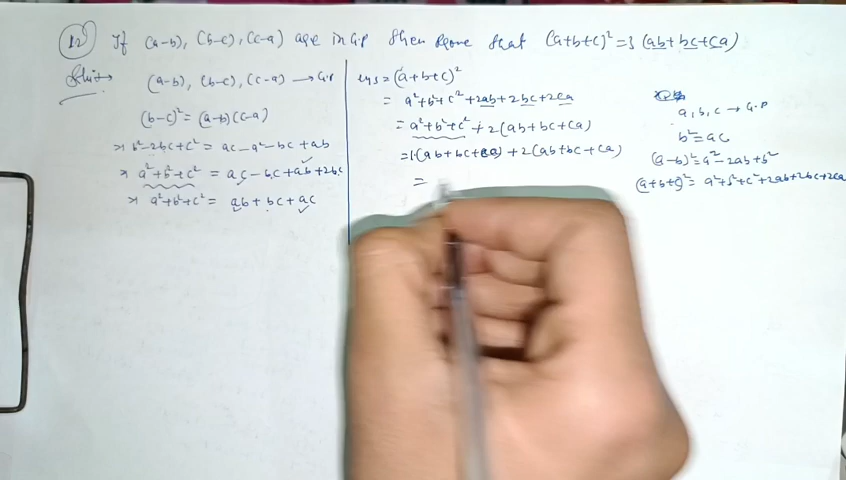 12) If (a-b), (b-c), (c-a) are in G.P then prove that (a+b+c)² = 3 (ab+bc+ca)
Solution→ (a-b), (b-c), (c-a) → G.P
(b-c)² = (a-b)(c-a)
⇒ b²-2bc+c² = ac-a²-bc+ab
⇒ a²+b²+c² = ac-bc+ab+2bc
⇒ a²+b²+c² = ab+bc+ac
LHS = (a+b+c)²
= a²+b²+c²+2ab+2bc+2ca
= a²+b²+c² + 2(ab+bc+ca)
= 1·(ab+bc+ca) + 2(ab+bc+ca)
=
a, b, c → G.P
b² = ac
(a-b)² = a²-2ab+b²
(a+b+c)² = a²+b²+c²+2ab+2bc+2ca